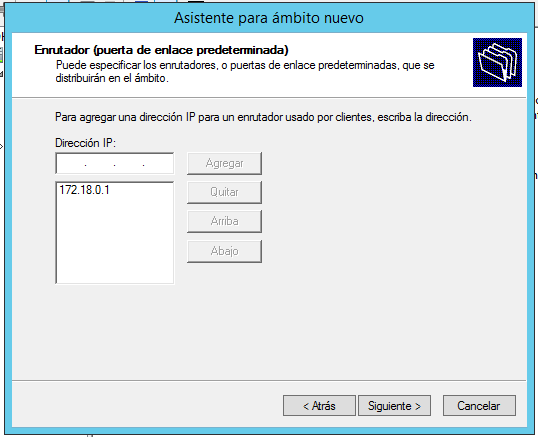 Asistente para ámbito nuevo
Enrutador (puerta de enlace predeterminada)
Puede especificar los enrutadores, o puertas de enlace predeterminadas, que se
distribuirán en el ámbito.
Para agregar una dirección IP para un enrutador usado por clientes, escriba la dirección.
Dirección IP:
. . .
Agregar
172.18.0.1
Quitar
Arriba
Abajo
< Atrás
Siguiente >
Cancelar